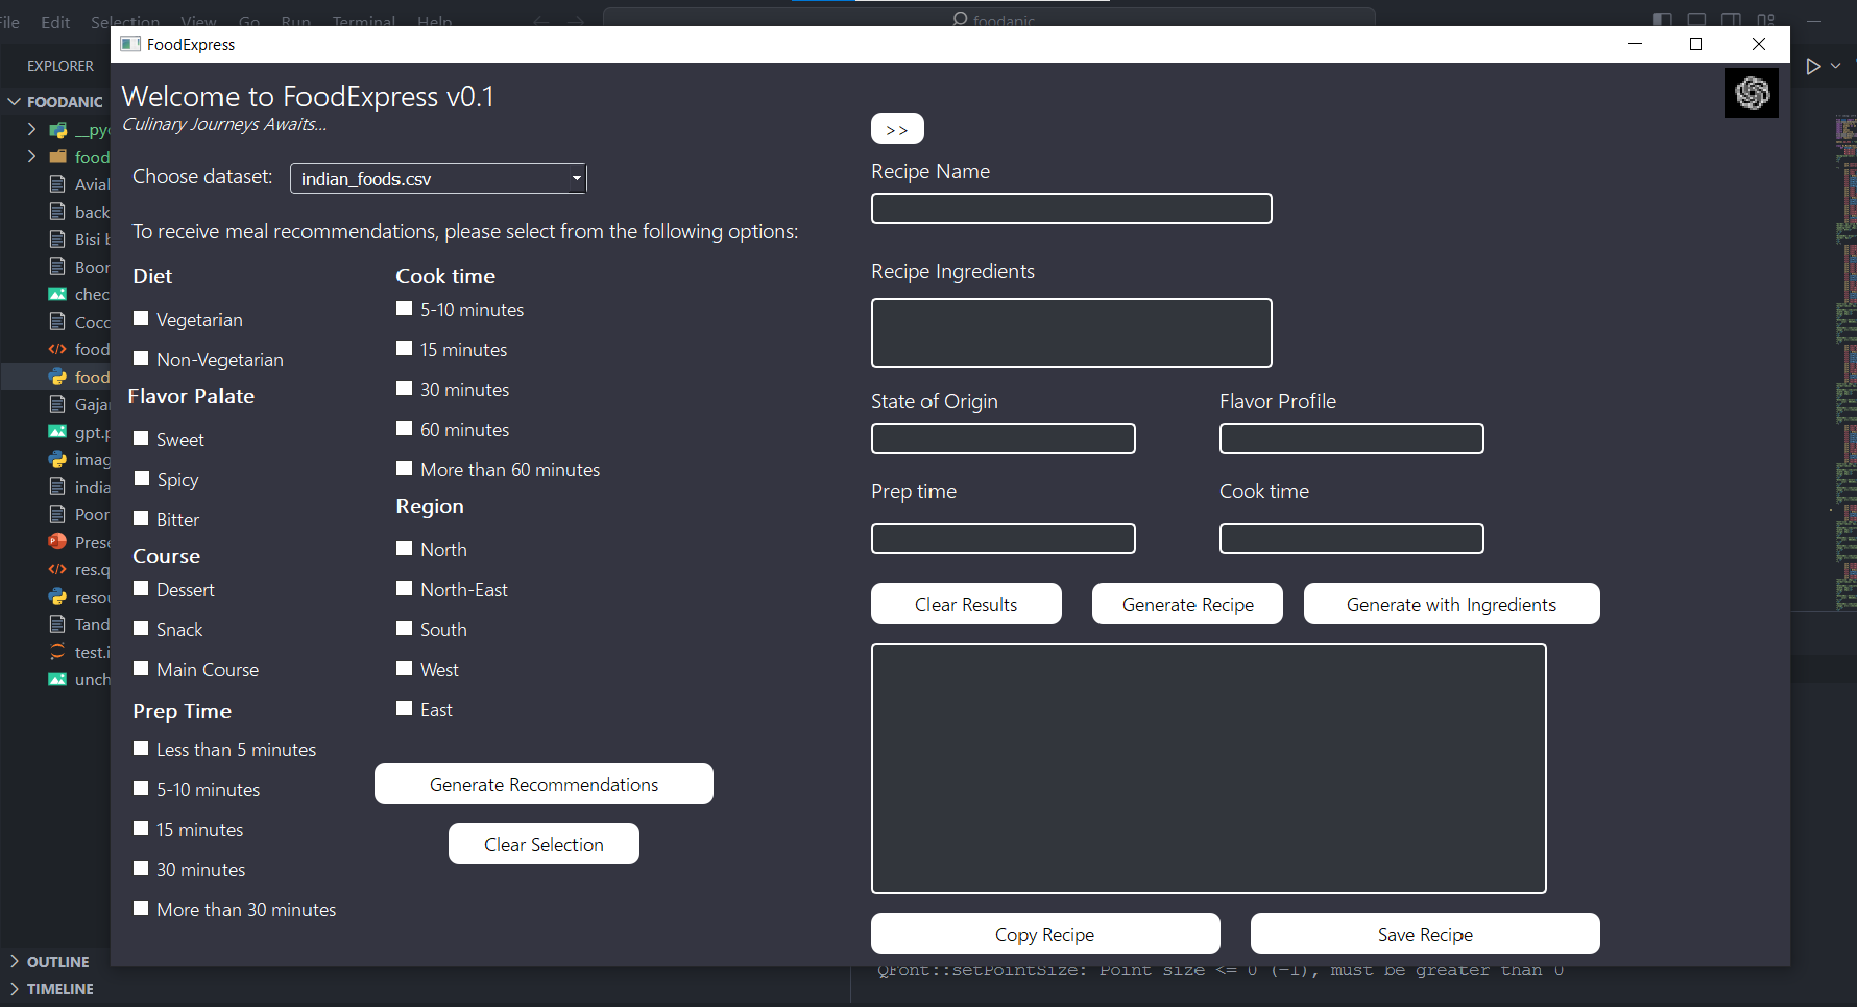 File Edit Selection View Go Run Terminal Help
foodanic
FoodExpress
EXPLORER
FOODANIC
__pyc
food
Avial
back
Bisi b
Boor
chec
Cocc
food
food
Gajar
gpt.p
imag
india
Poor
Prese
res.q
resou
Tand
test.i
unch
OUTLINE
TIMELINE
Welcome to FoodExpress v0.1
Culinary Journeys Awaits...
Choose dataset: indian_foods.csv
To receive meal recommendations, please select from the following options:
Diet
Vegetarian
Non-Vegetarian
Flavor Palate
Sweet
Spicy
Bitter
Course
Dessert
Snack
Main Course
Prep Time
Less than 5 minutes
5-10 minutes
15 minutes
30 minutes
More than 30 minutes
Cook time
5-10 minutes
15 minutes
30 minutes
60 minutes
More than 60 minutes
Region
North
North-East
South
West
East
Generate Recommendations
Clear Selection
>>
Recipe Name
Recipe Ingredients
State of Origin Flavor Profile
Prep time Cook time
Clear Results Generate Recipe Generate with Ingredients
Copy Recipe Save Recipe
QFont::setPointSize: Point size <= 0 (-1), must be greater than 0